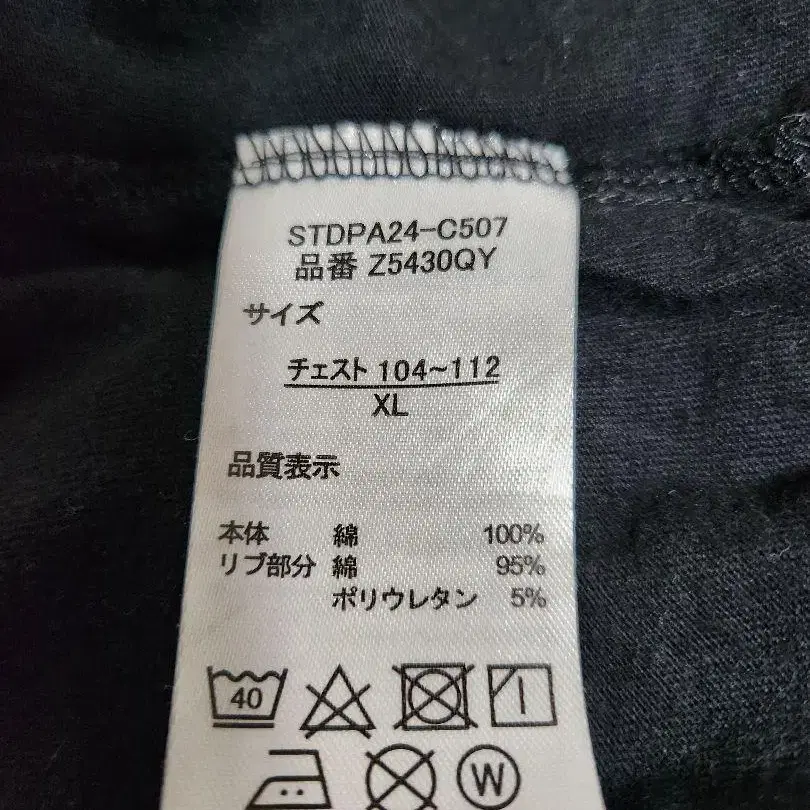 STDPA24-C507
品番 Z5430QY
サイズ
チェスト 104~112
XL
品質表示
本体 綿 100%
リブ部分 綿 95%
ポリウレタン 5%
40
W